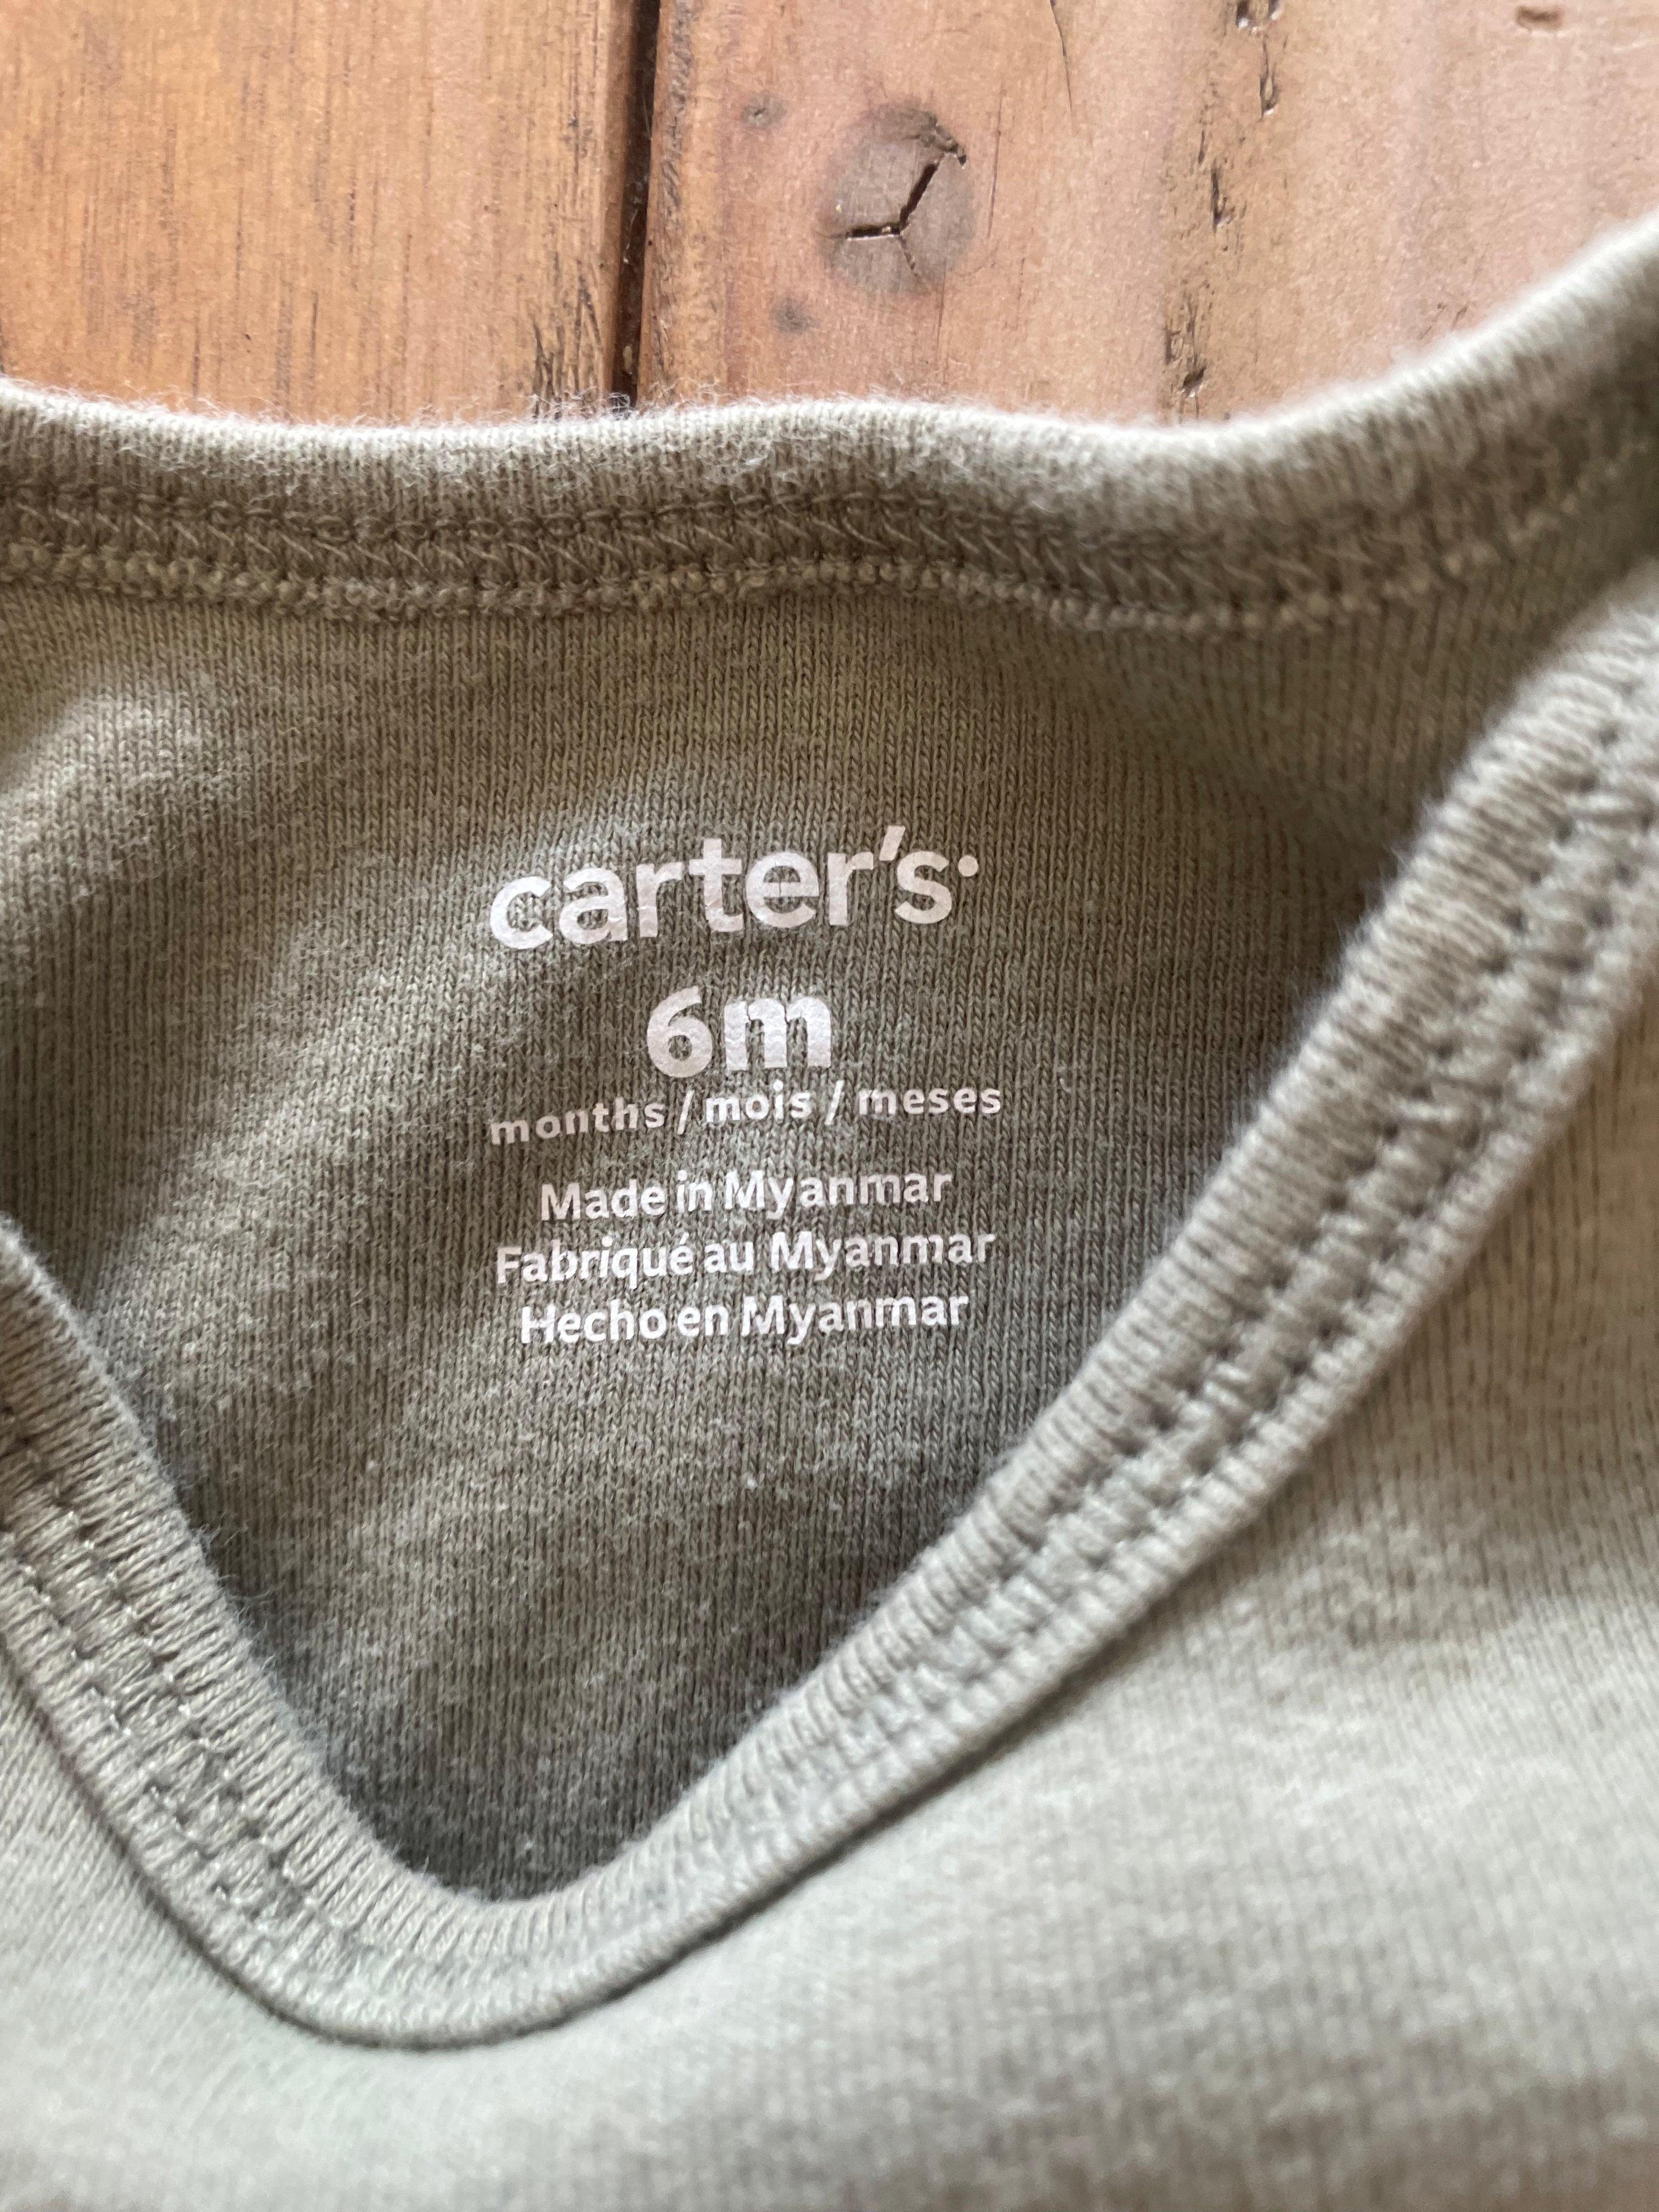 carter's
6m
months / mois / meses
Made in Myanmar
Fabriqué au Myanmar
Hecho en Myanmar